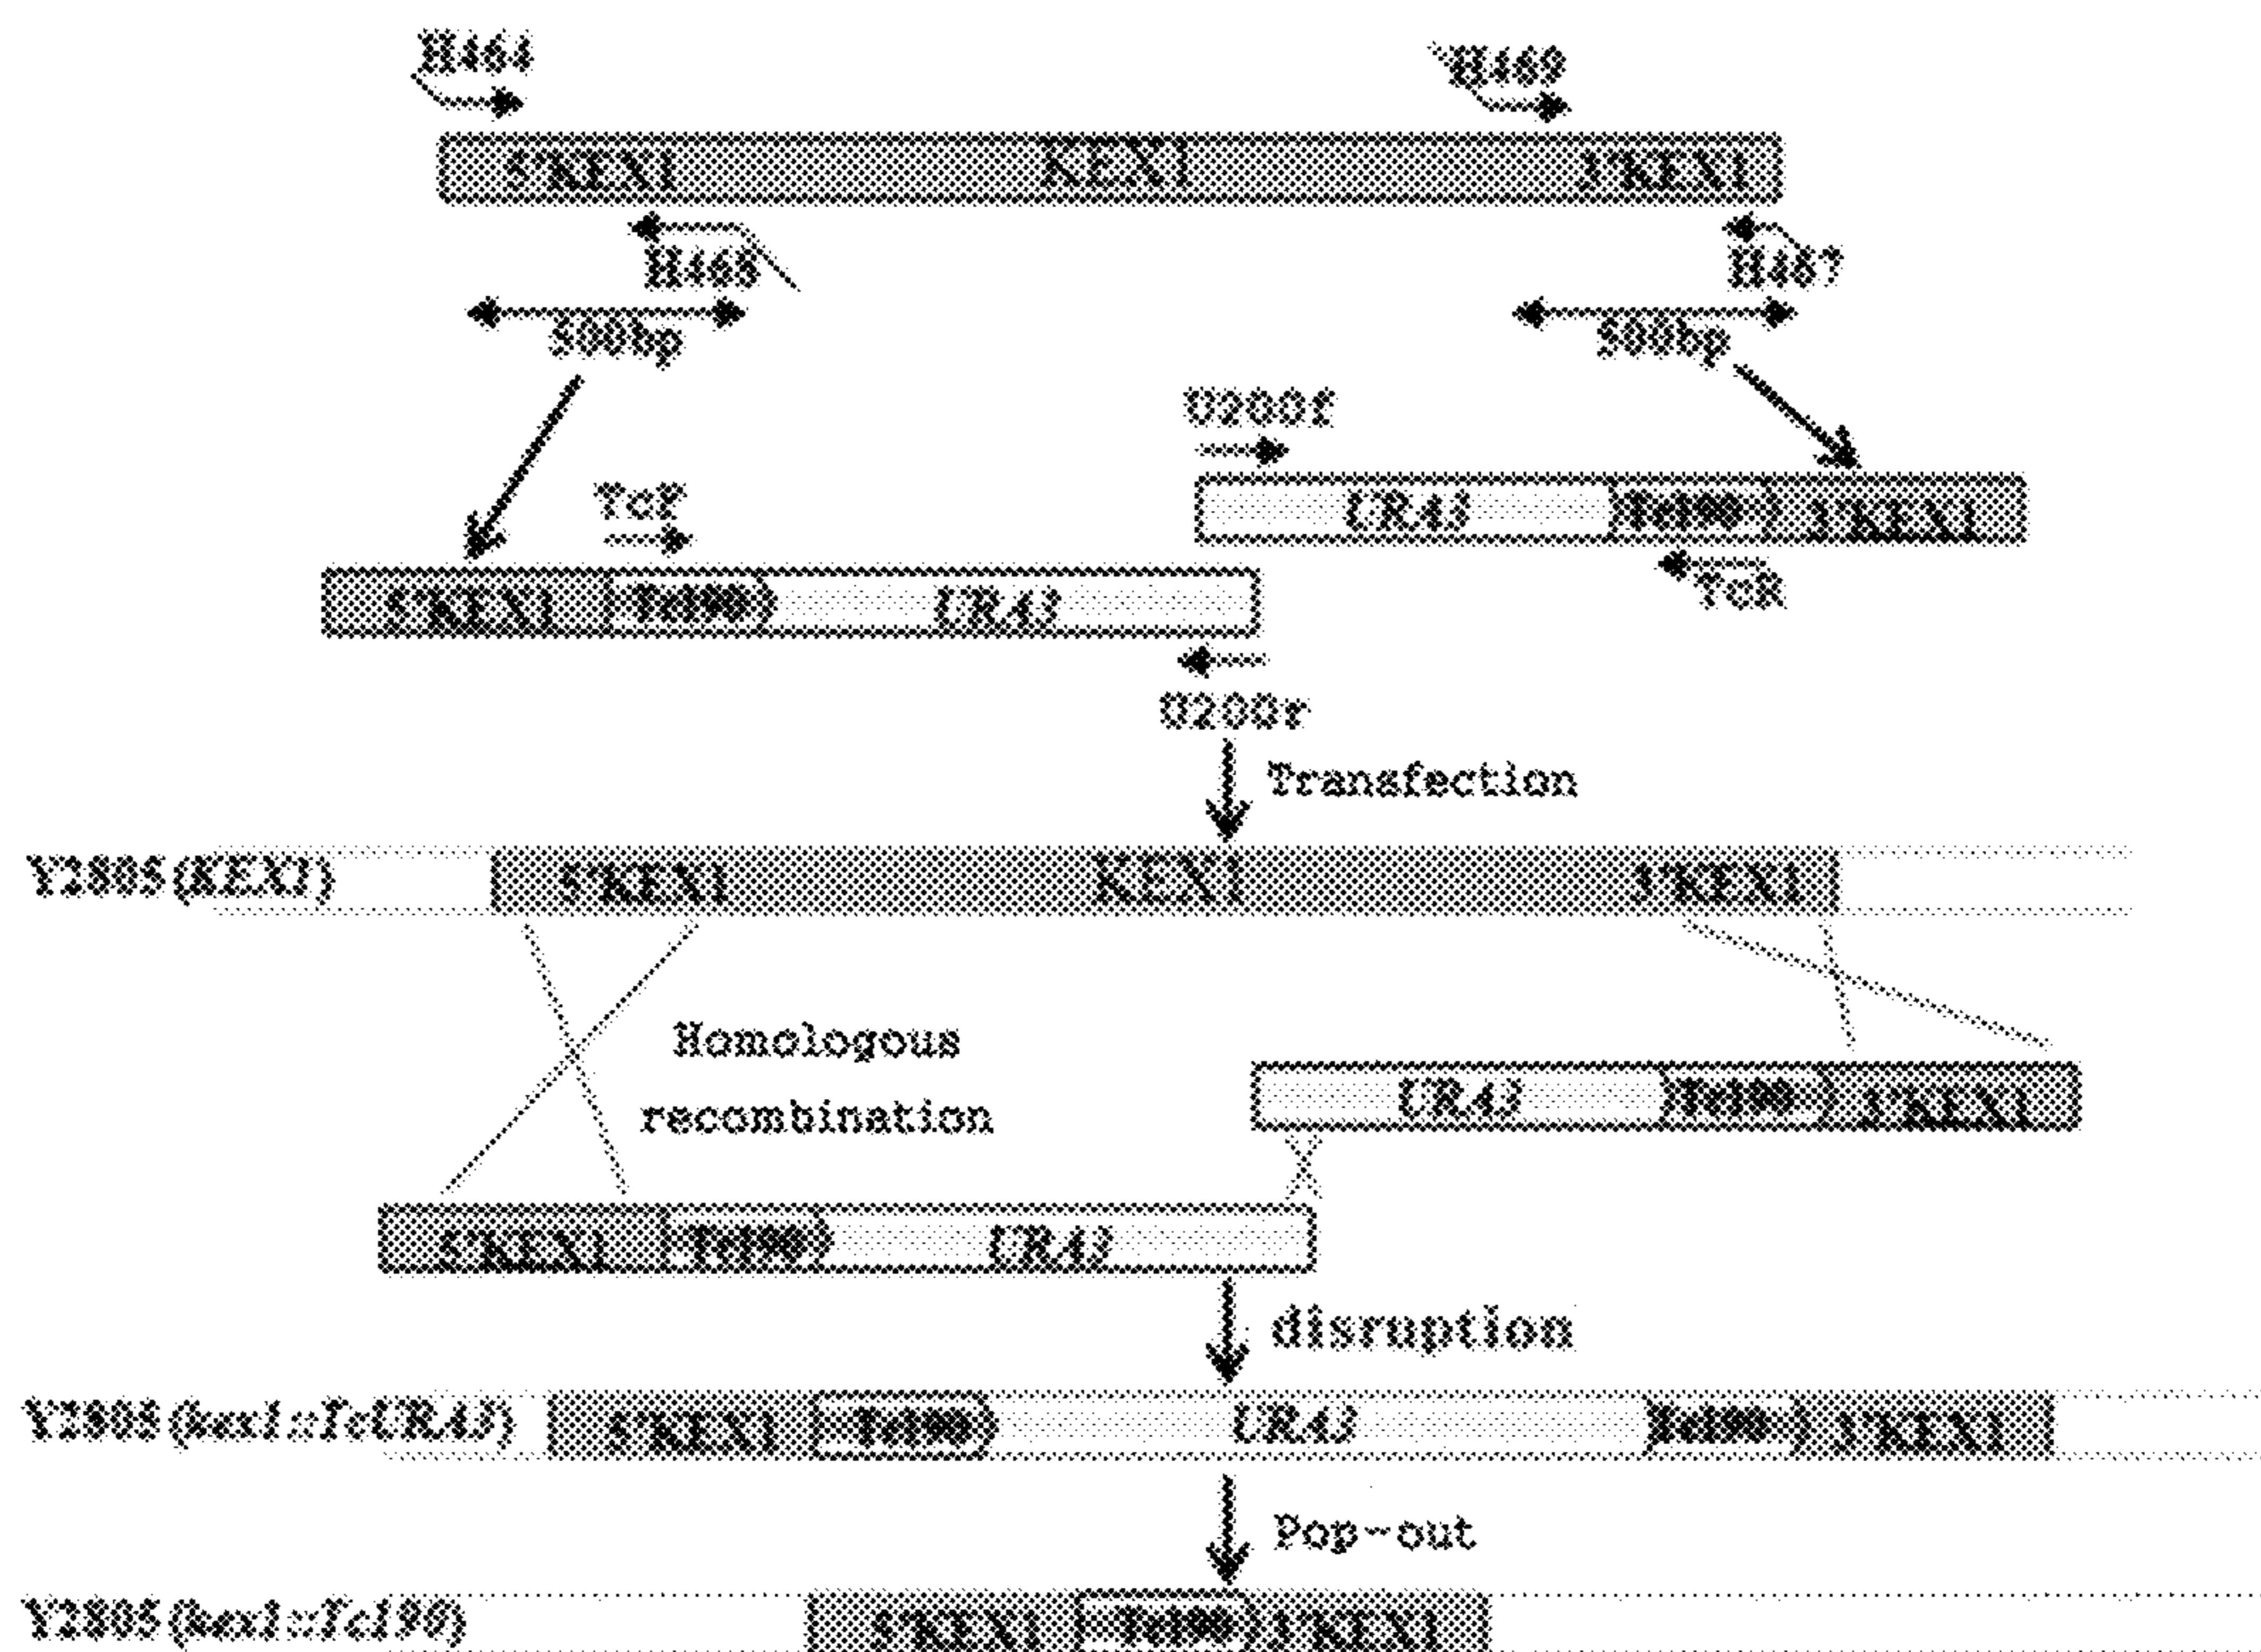 H464 H469
5'KEX1 KEX1 3'KEX1
H468 H467
500bp 500bp
U200f
TcF
URA3 Tc190 3'KEX1
TcR
5'KEX1 Tc190 URA3
U200r
Transfection
Y2805(KEX1) 5'KEX1 KEX1 3'KEX1
Homologous
recombination
URA3 Tc190 3'KEX1
5'KEX1 Tc190 URA3
disruption
Y2805(kex1::TcURA3) 5'KEX1 Tc190 URA3 Tc190 3'KEX1
Pop-out
Y2805(kex1::Tc190) 5'KEX1 Tc190 3'KEX1